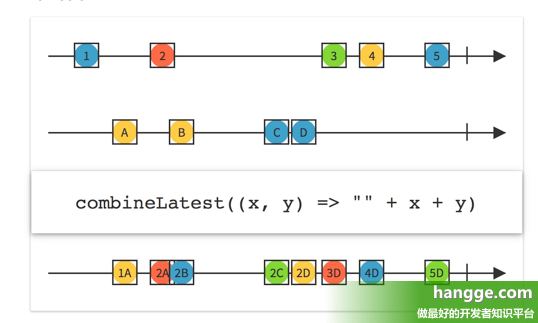 1 2 3 4 5
A B C D
combineLatest((x, y) => "" + x + y)
1A 2A 2B 2C 2D 3D 4D 5D
hangge.com
做最好的开发者知识平台